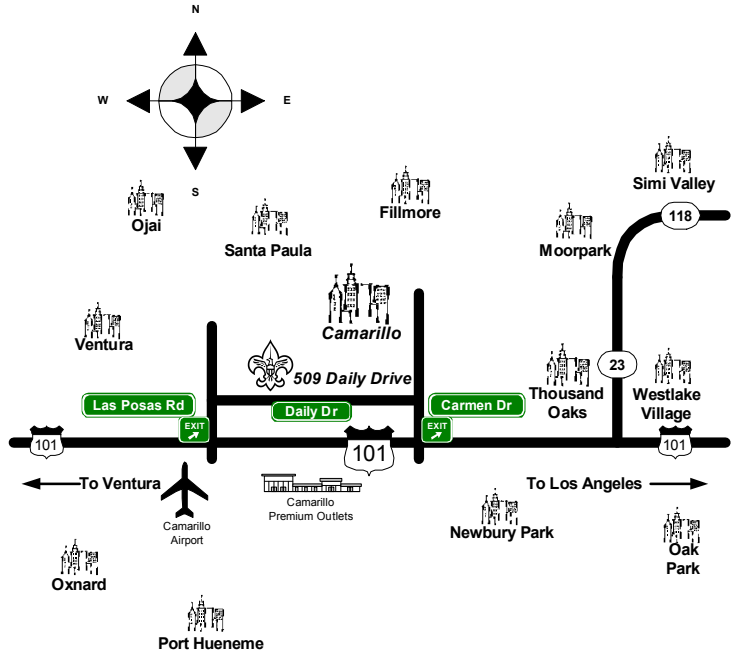 N
W
E
S
Simi Valley
118
Fillmore
Ojai
Santa Paula
Moorpark
Camarillo
Ventura
509 Daily Drive
23
Thousand
Oaks
Westlake
Village
Las Posas Rd
Daily Dr
Carmen Dr
EXIT
EXIT
101
101
101
To Ventura
To Los Angeles
Camarillo
Airport
Camarillo
Premium Outlets
Newbury Park
Oak
Park
Oxnard
Port Hueneme